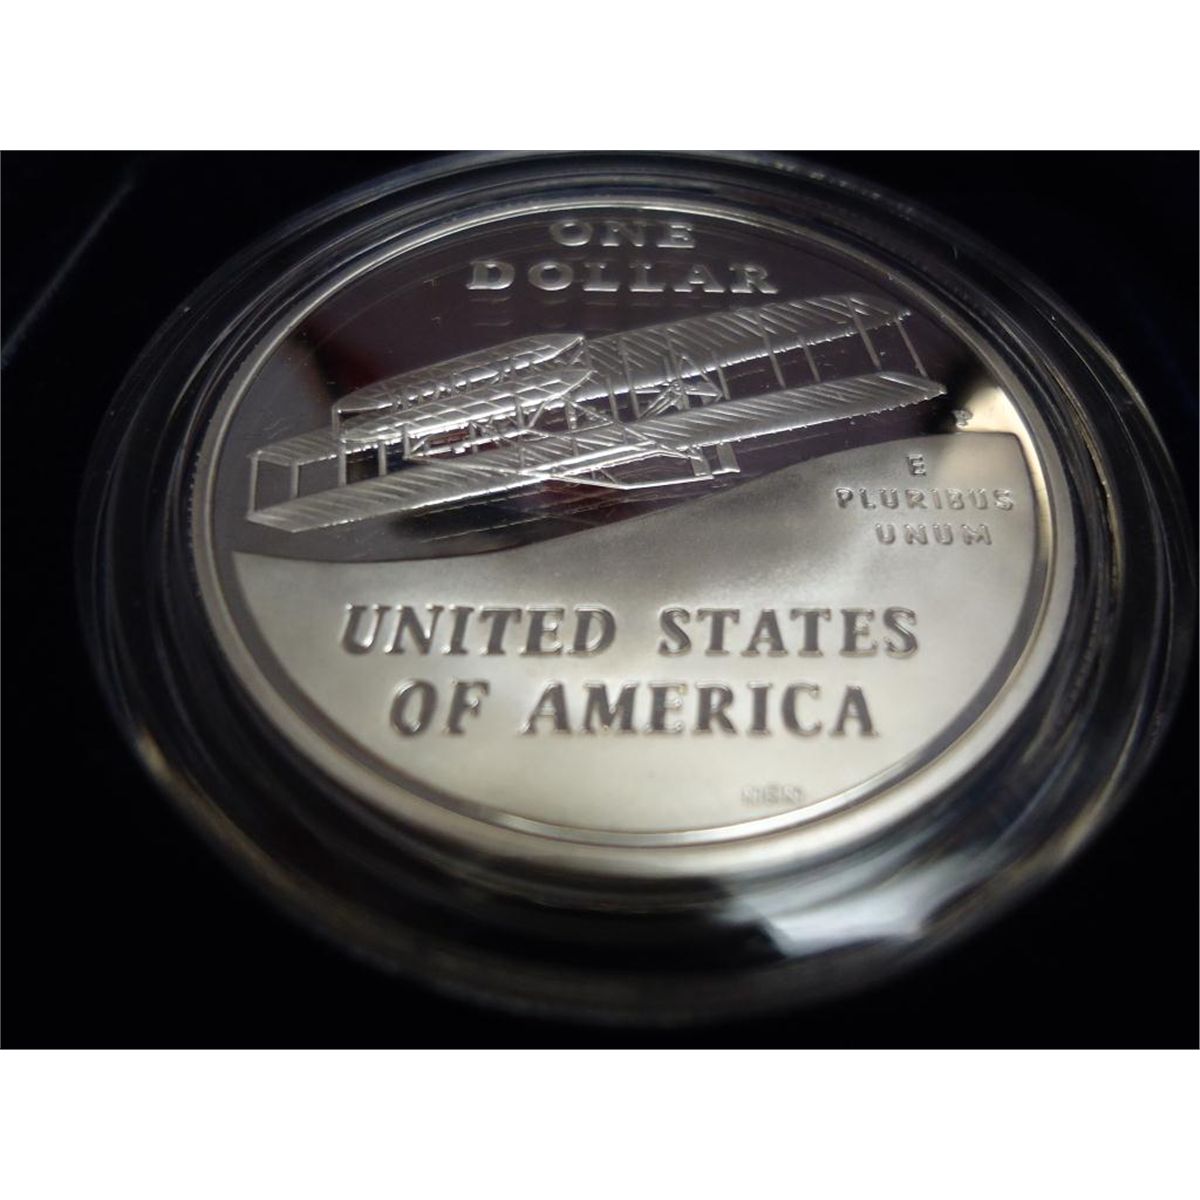 ONE
DOLLAR
P
E
PLURIBUS
UNUM
UNITED STATES
OF AMERICA